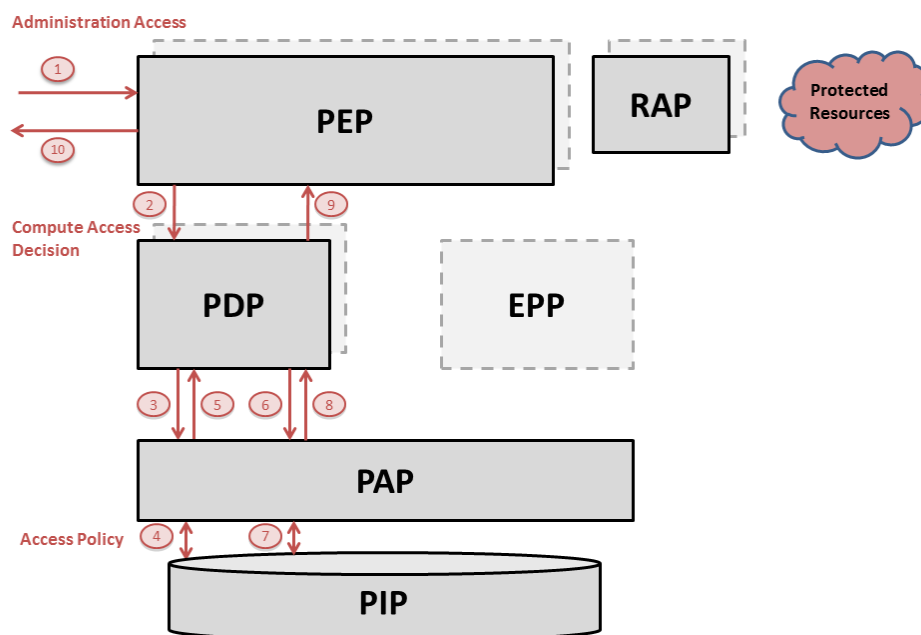 Administration Access
1
PEP
RAP
Protected
Resources
10
2
9
Compute Access
Decision
PDP
EPP
3
5
6
8
PAP
4
7
Access Policy
PIP